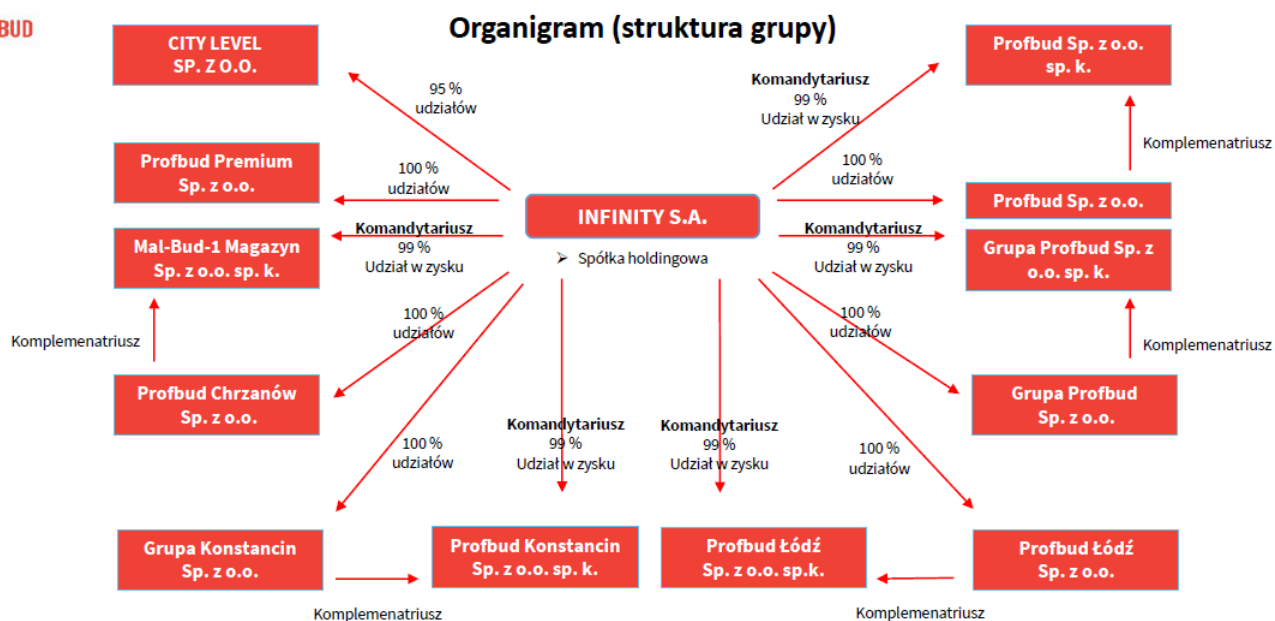 BUD
Organigram (struktura grupy)
CITY LEVEL
SP. Z O.O.
95 %
udziałów
Komandytariusz
99 %
Udział w zysku
Profbud Sp. z o.o.
sp. k.
Komplemenatriusz
Profbud Premium
Sp. z o.o.
100 %
udziałów
INFINITY S.A.
➢ Spółka holdingowa
100 %
udziałów
Profbud Sp. z o.o.
Mal-Bud-1 Magazyn
Sp. z o.o. sp. k.
Komandytariusz
99 %
Udział w zysku
Komandytariusz
99 %
Udział w zysku
Grupa Profbud Sp. z
o.o. sp. k.
Komplemenatriusz
100 %
udziałów
100 %
udziałów
Komplemenatriusz
Profbud Chrzanów
Sp. z o.o.
Grupa Profbud
Sp. z o.o.
100 %
udziałów
Komandytariusz
99 %
Udział w zysku
Komandytariusz
99 %
Udział w zysku
100 %
udziałów
Grupa Konstancin
Sp. z o.o.
Profbud Konstancin
Sp. z o.o. sp. k.
Profbud Łódź
Sp. z o.o. sp.k.
Profbud Łódź
Sp. z o.o.
Komplemenatriusz
Komplemenatriusz